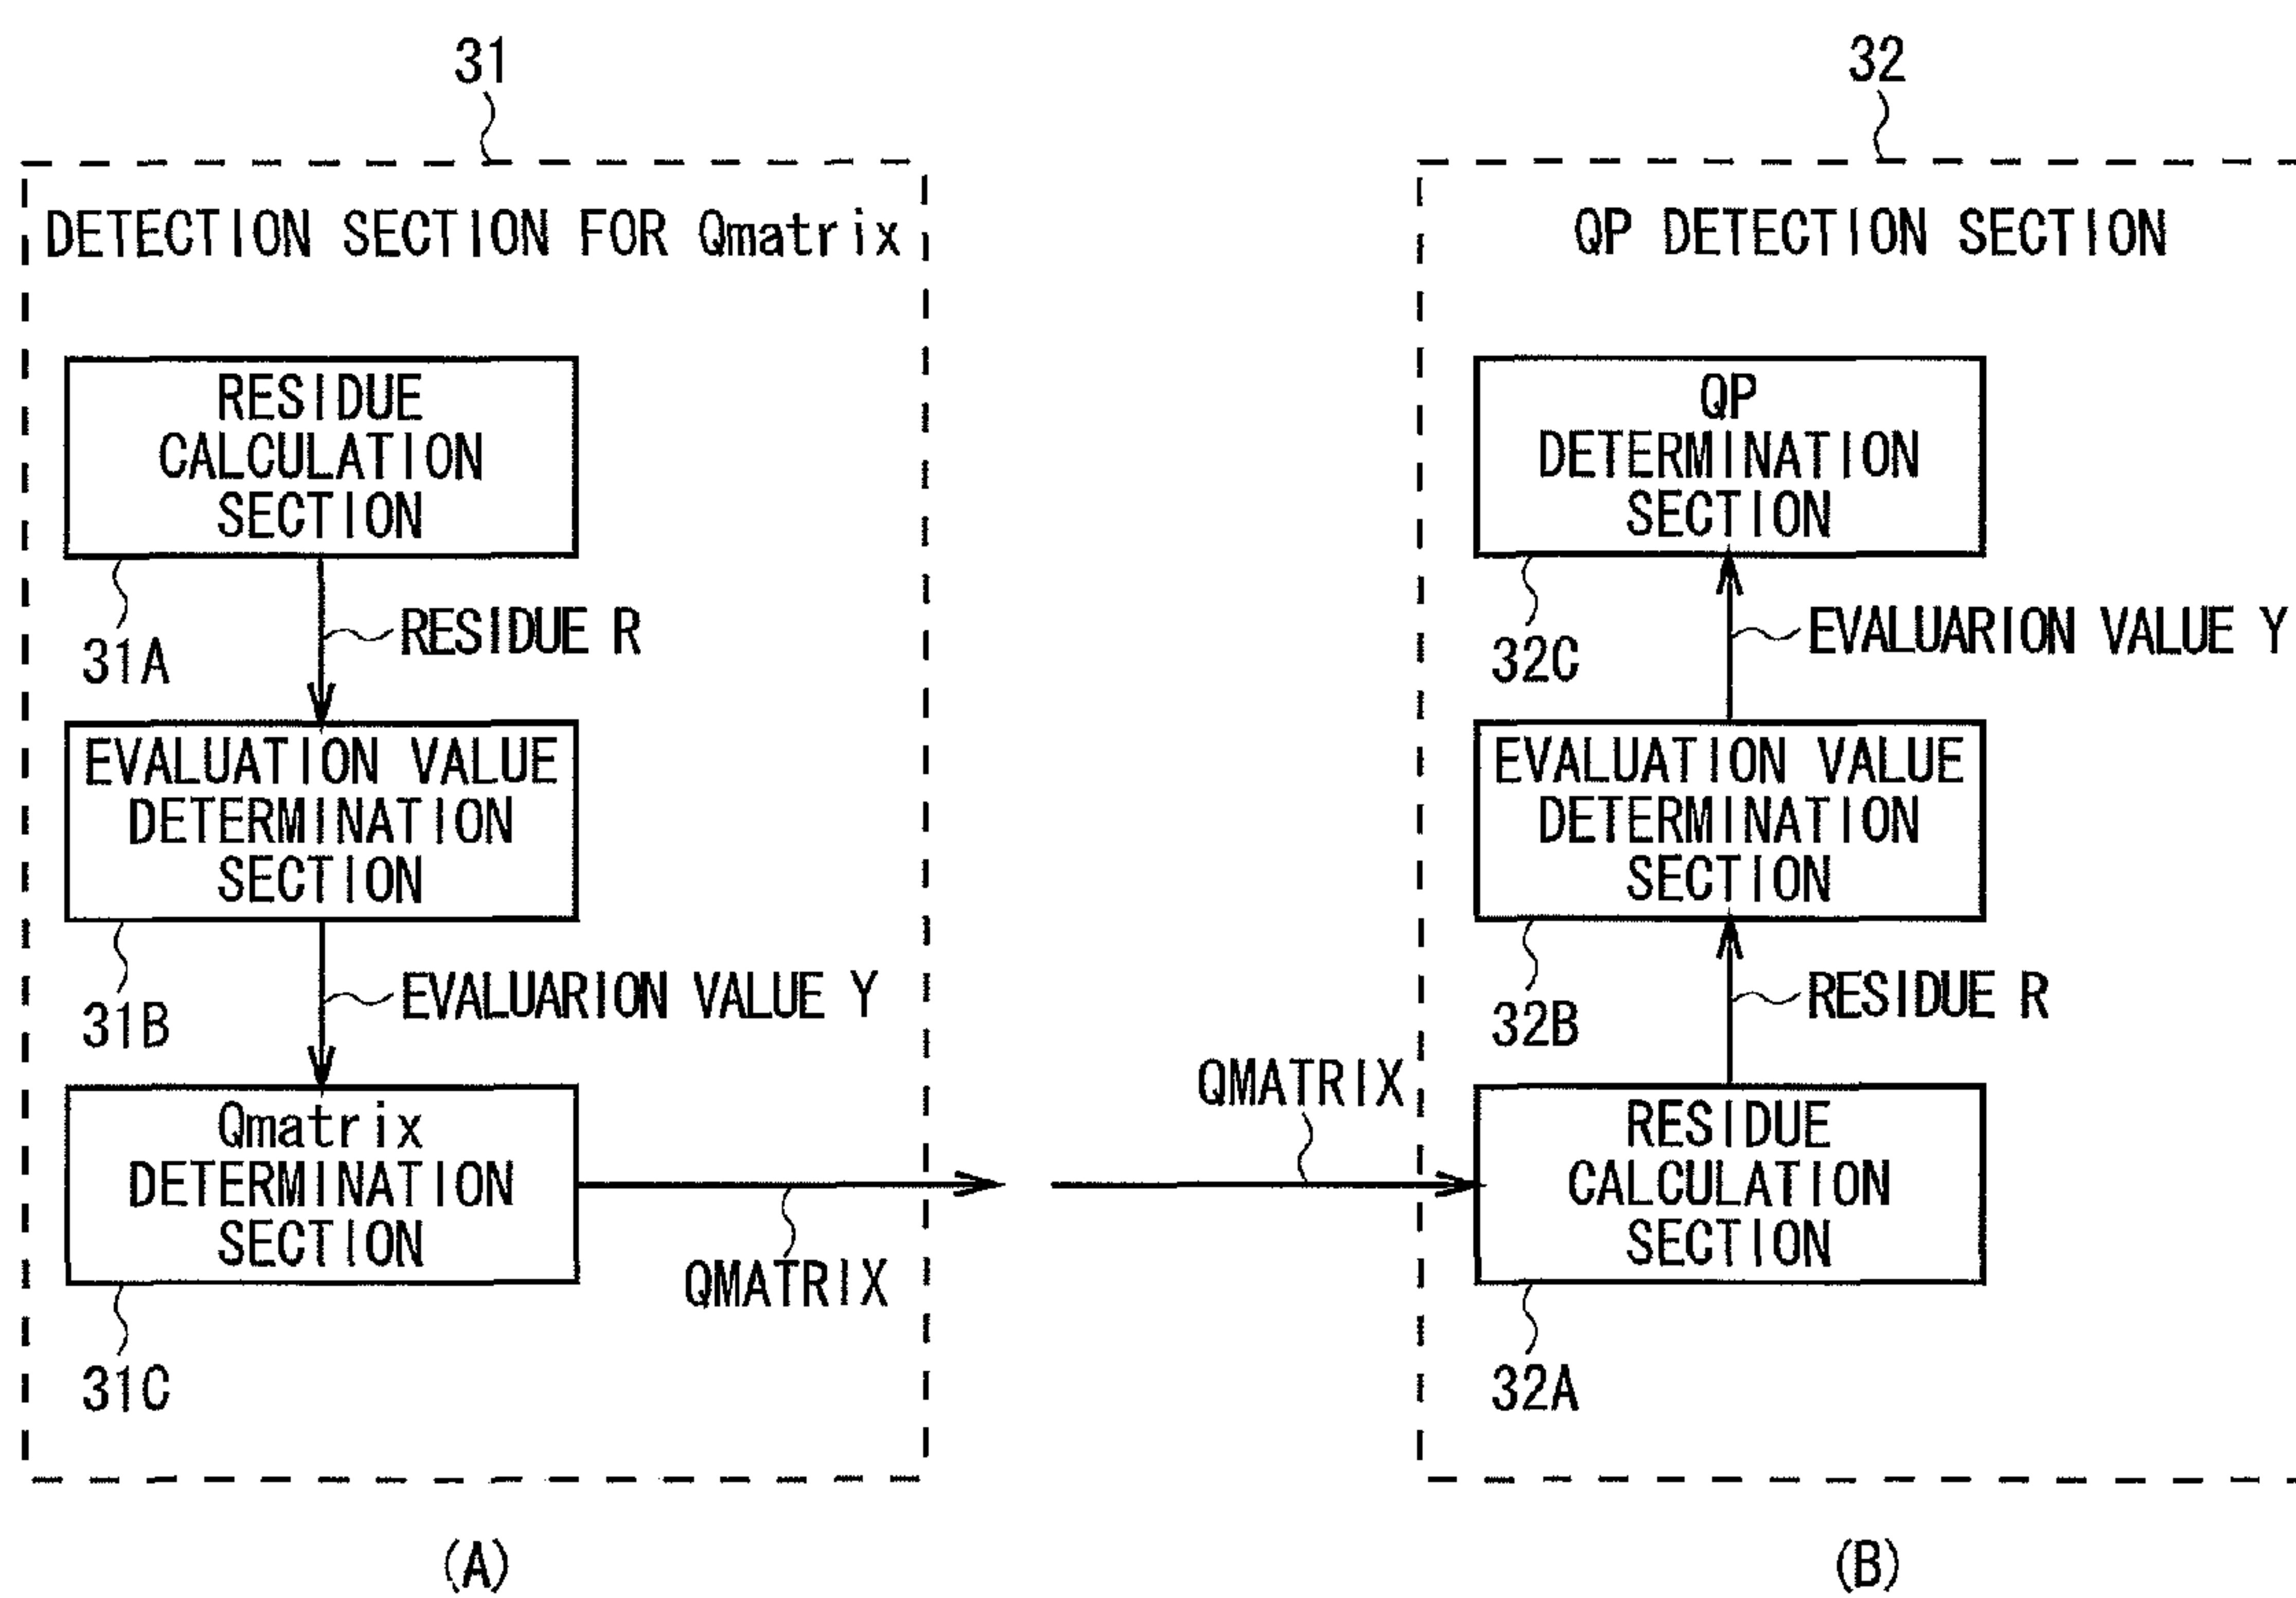 31
DETECTION SECTION FOR Qmatrix
RESIDUE
CALCULATION
SECTION
31A
RESIDUE R
EVALUATION VALUE
DETERMINATION
SECTION
31B
EVALUARION VALUE Y
Qmatrix
DETERMINATION
SECTION
31C
QMATRIX
(A)
32
QP DETECTION SECTION
QP
DETERMINATION
SECTION
32C
EVALUARION VALUE Y
EVALUATION VALUE
DETERMINATION
SECTION
32B
RESIDUE R
QMATRIX
RESIDUE
CALCULATION
SECTION
32A
(B)